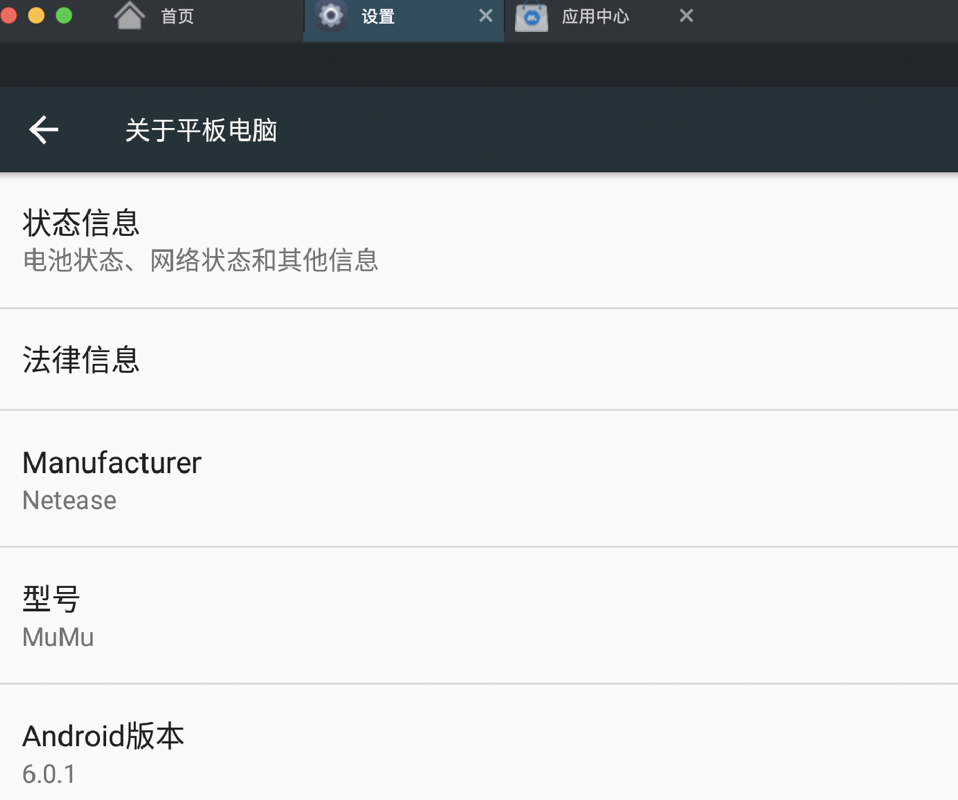 首页
设置
应用中心
关于平板电脑
状态信息
电池状态、网络状态和其他信息
法律信息
Manufacturer
Netease
型号
MuMu
Android版本
6.0.1